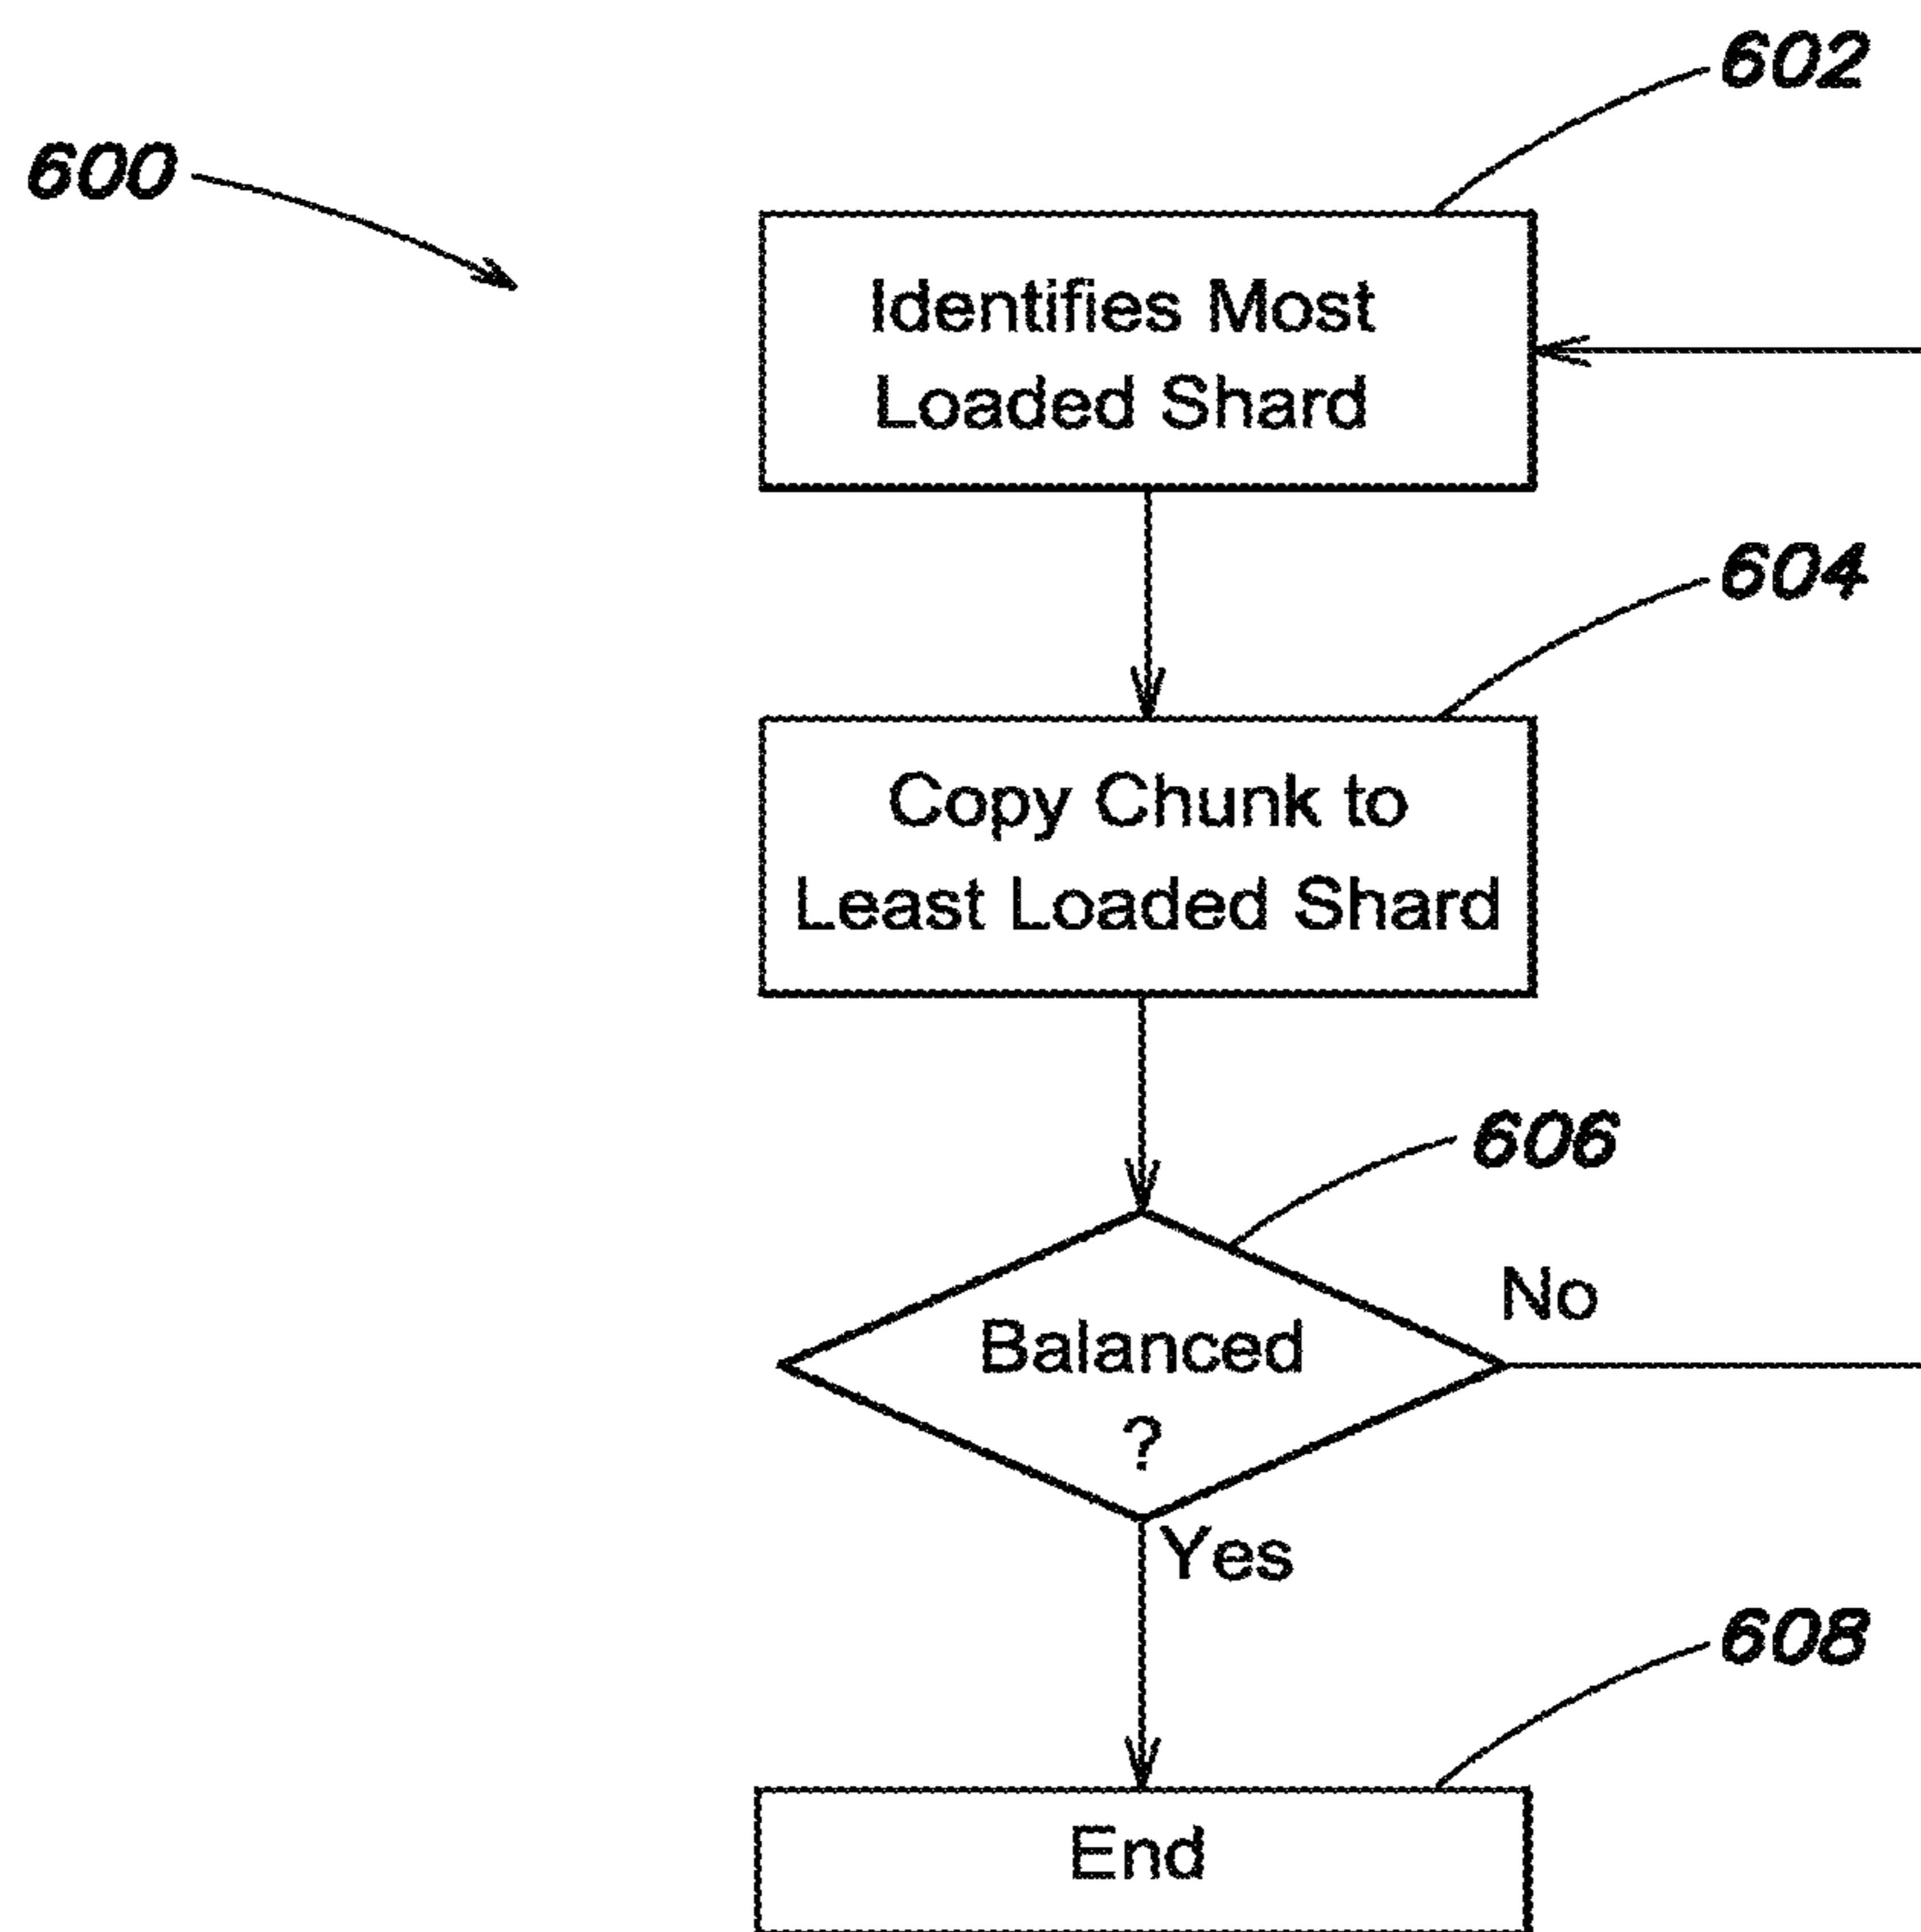 602
600
Identifies Most
Loaded Shard
604
Copy Chunk to
Least Loaded Shard
606
No
Balanced
?
Yes
608
End